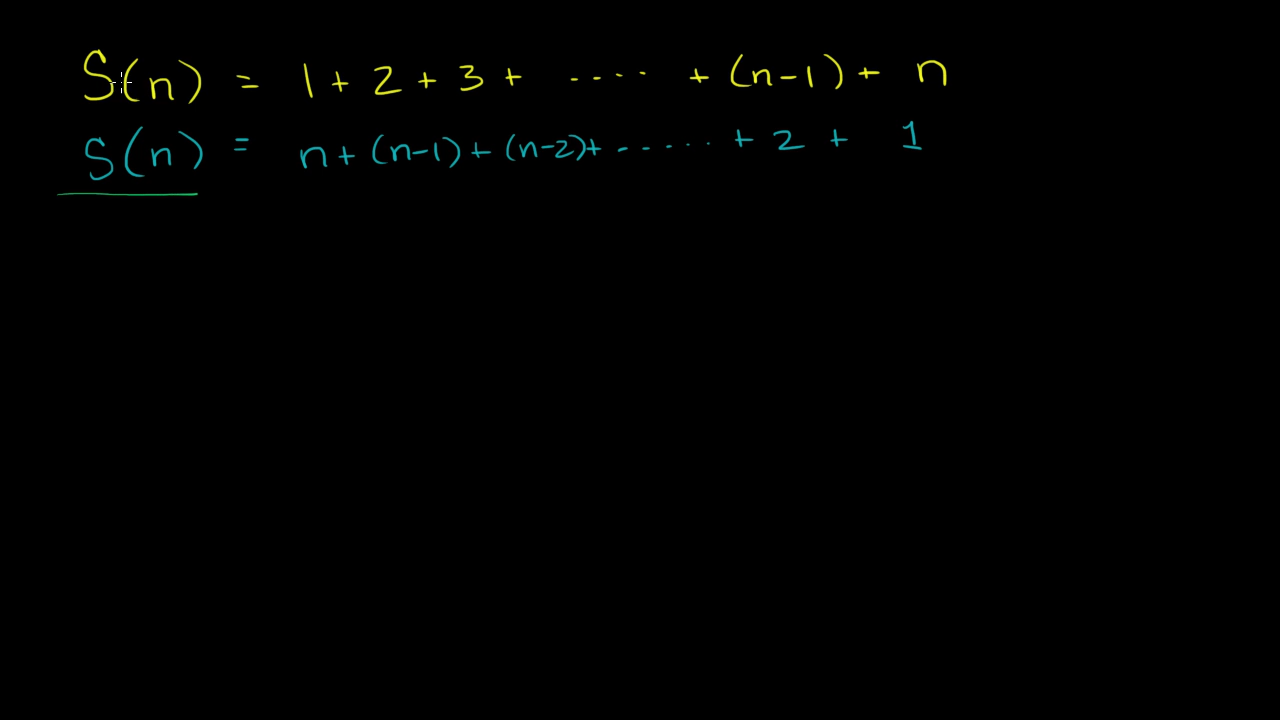 S(n) = 1 + 2 + 3 + ···· + (n-1) + n
S(n) = n + (n-1) + (n-2) + ······ + 2 + 1